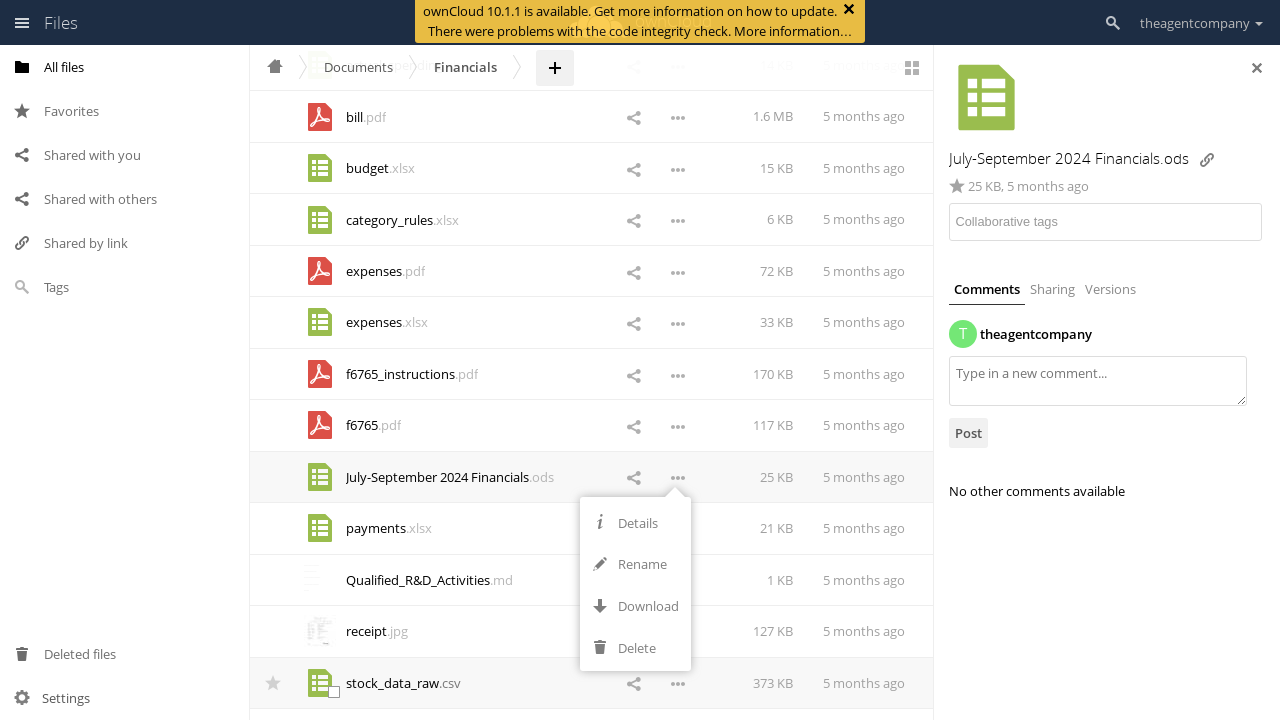 Files
ownCloud 10.1.1 is available. Get more information on how to update.
There were problems with the code integrity check. More information…
theagentcompany
All files
Favorites
Shared with you
Shared with others
Shared by link
Tags
Deleted files
Settings
Documents
Financials
bill.pdf 1.6 MB 5 months ago
budget.xlsx 15 KB 5 months ago
category_rules.xlsx 6 KB 5 months ago
expenses.pdf 72 KB 5 months ago
expenses.xlsx 33 KB 5 months ago
f6765_instructions.pdf 170 KB 5 months ago
f6765.pdf 117 KB 5 months ago
July-September 2024 Financials.ods 25 KB 5 months ago
payments.xlsx 21 KB 5 months ago
Qualified_R&D_Activities.md 1 KB 5 months ago
receipt.jpg 127 KB 5 months ago
stock_data_raw.csv 373 KB 5 months ago
Details
Rename
Download
Delete
July-September 2024 Financials.ods
25 KB, 5 months ago
Collaborative tags
Comments Sharing Versions
T theagentcompany
Type in a new comment...
Post
No other comments available